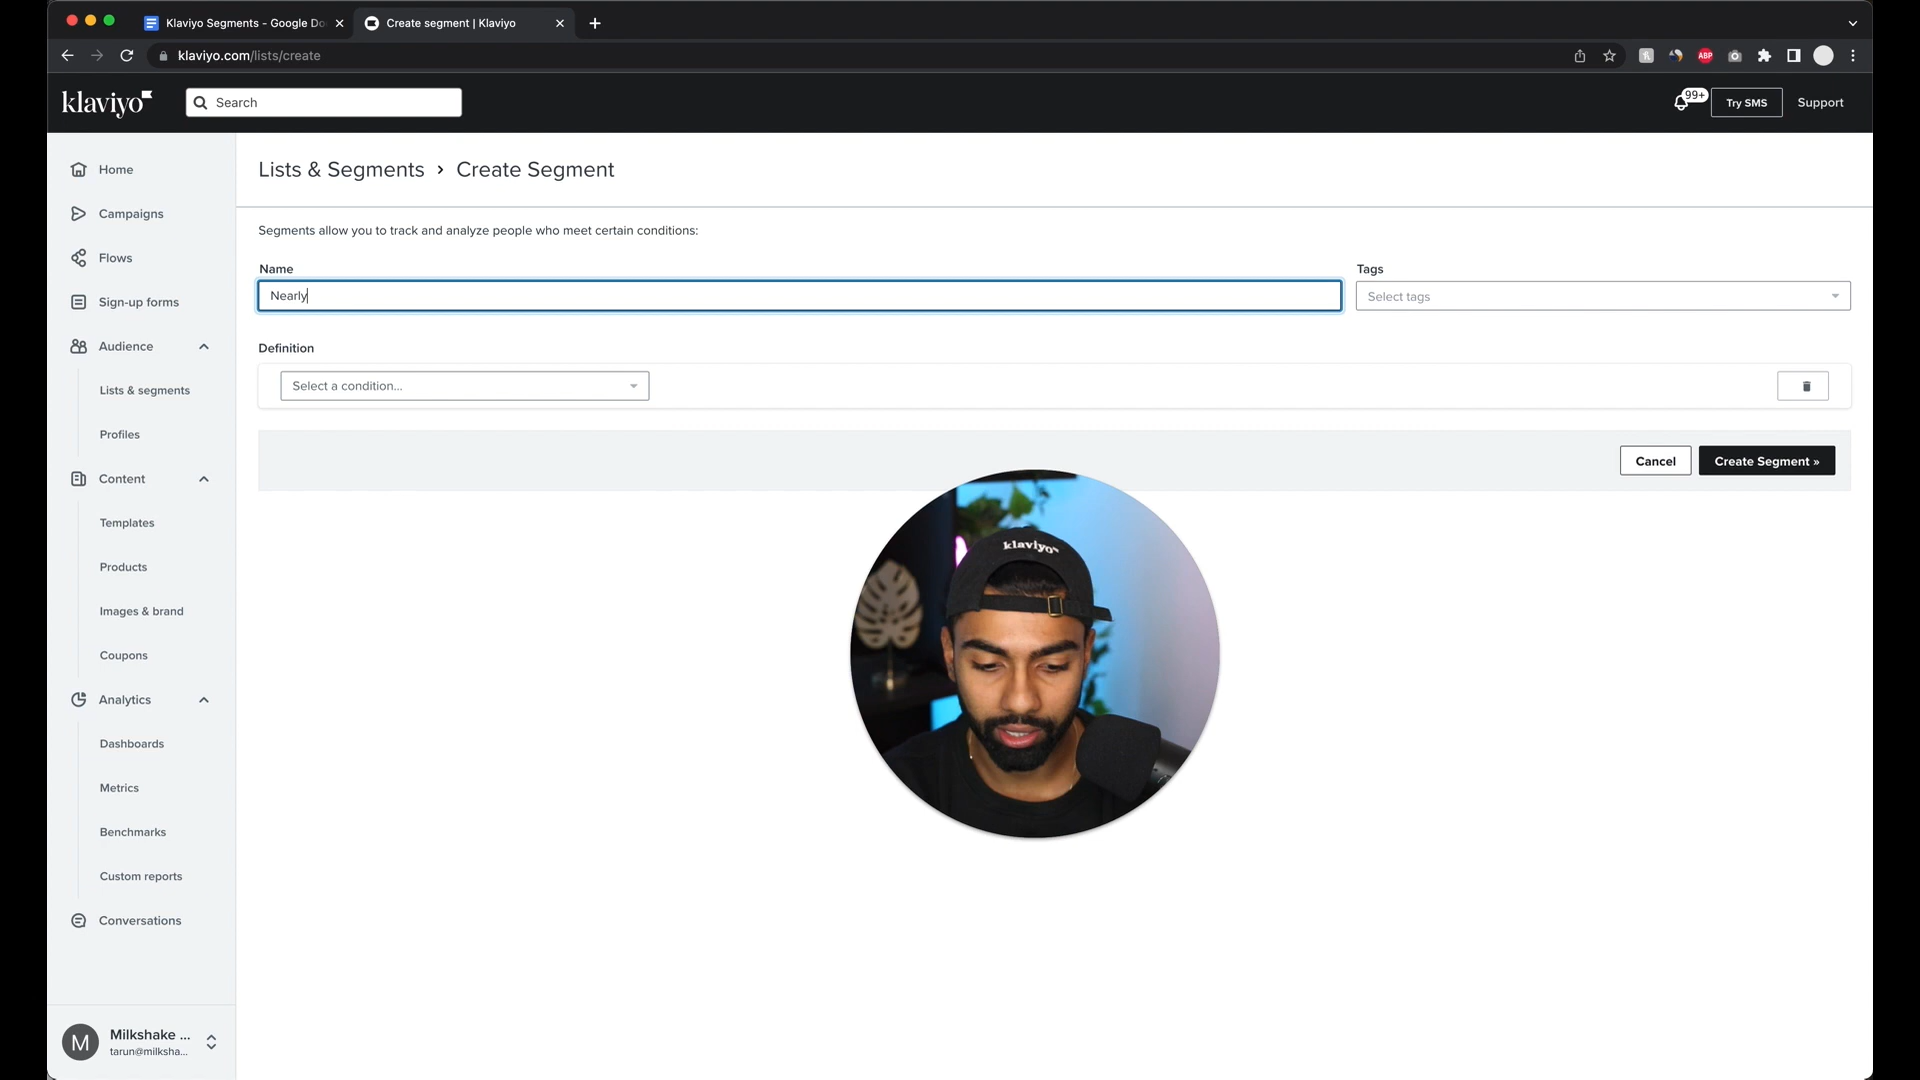 Klaviyo Segments - Google Do
Create segment | Klaviyo
klaviyo.com/lists/create
ABP
klaviyo
Search
99+
Try SMS
Support
Home
Campaigns
Flows
Sign-up forms
Audience
Lists & segments
Profiles
Content
Templates
Products
Images & brand
Coupons
Analytics
Dashboards
Metrics
Benchmarks
Custom reports
Conversations
M
Milkshake ...
tarun@milksha...
Lists & Segments › Create Segment
Segments allow you to track and analyze people who meet certain conditions:
Name
Nearly
Tags
Select tags
Definition
Select a condition...
Cancel
Create Segment »
klaviyo